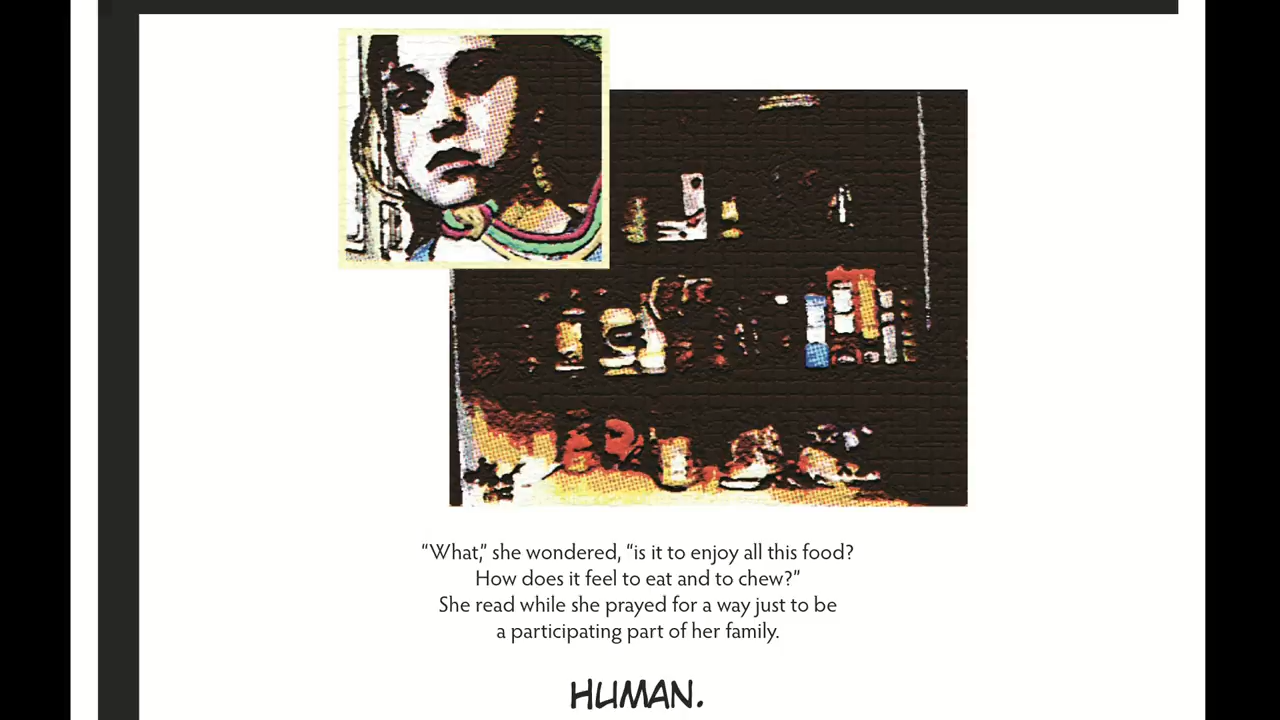 “What,” she wondered, “is it to enjoy all this food?
How does it feel to eat and to chew?”
She read while she prayed for a way just to be
a participating part of her family.
HUMAN.